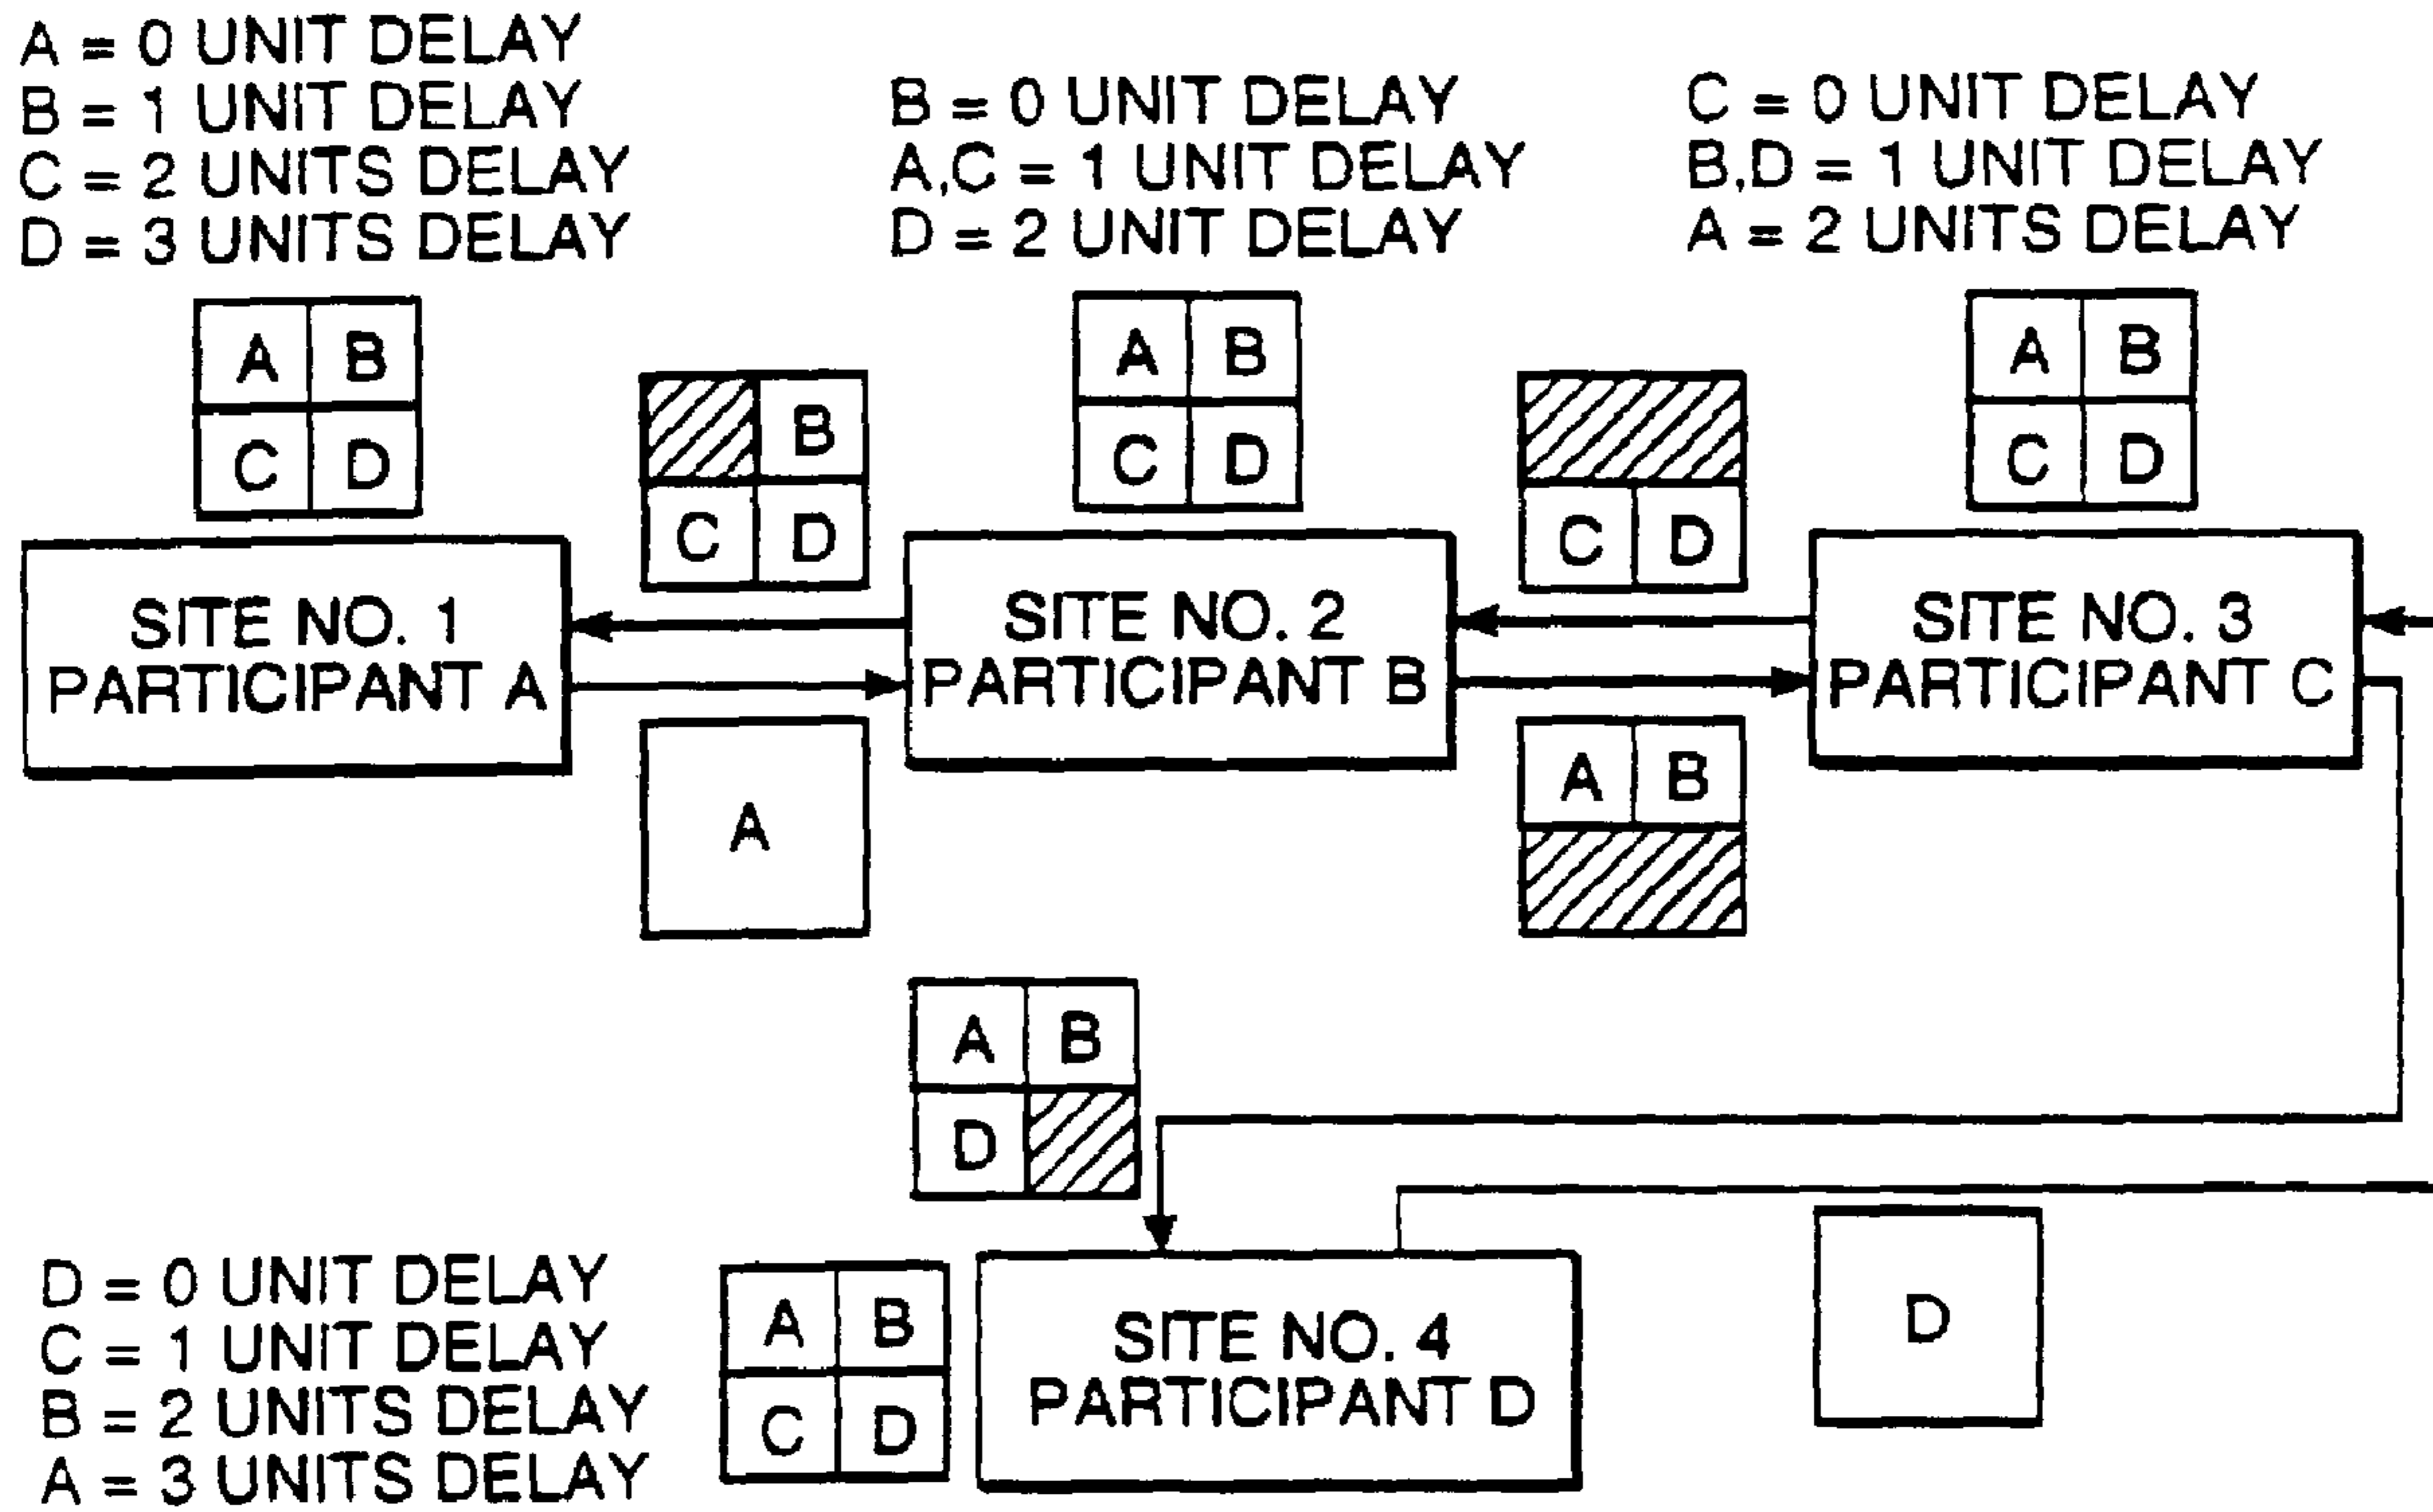 A = 0 UNIT DELAY
B = 1 UNIT DELAY
C = 2 UNITS DELAY
D = 3 UNITS DELAY
B = 0 UNIT DELAY
A,C = 1 UNIT DELAY
D = 2 UNIT DELAY
C = 0 UNIT DELAY
B,D = 1 UNIT DELAY
A = 2 UNITS DELAY
A B
C D
B
C D
A B
C D
C D
A B
C D
SITE NO. 1
PARTICIPANT A
SITE NO. 2
PARTICIPANT B
SITE NO. 3
PARTICIPANT C
A
A B
A B
D
D = 0 UNIT DELAY
C = 1 UNIT DELAY
B = 2 UNITS DELAY
A = 3 UNITS DELAY
A B
C D
SITE NO. 4
PARTICIPANT D
D